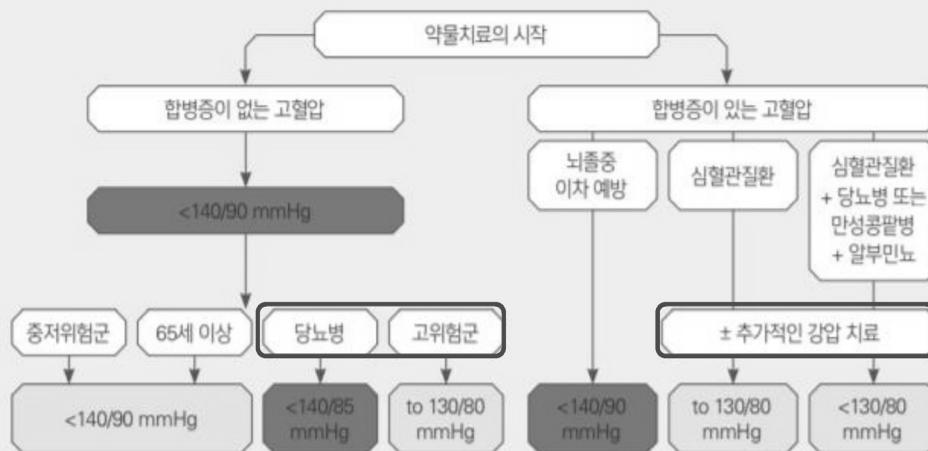 약물치료의 시작
합병증이 없는 고혈압
합병증이 있는 고혈압
뇌졸중
이차 예방
심혈관질환
심혈관질환
+ 당뇨병 또는
만성콩팥병
+ 알부민뇨
<140/90 mmHg
중저위험군
65세 이상
당뇨병
고위험군
± 추가적인 강압 치료
<140/90 mmHg
<140/85
mmHg
to 130/80
mmHg
<140/90
mmHg
to 130/80
mmHg
<130/80
mmHg